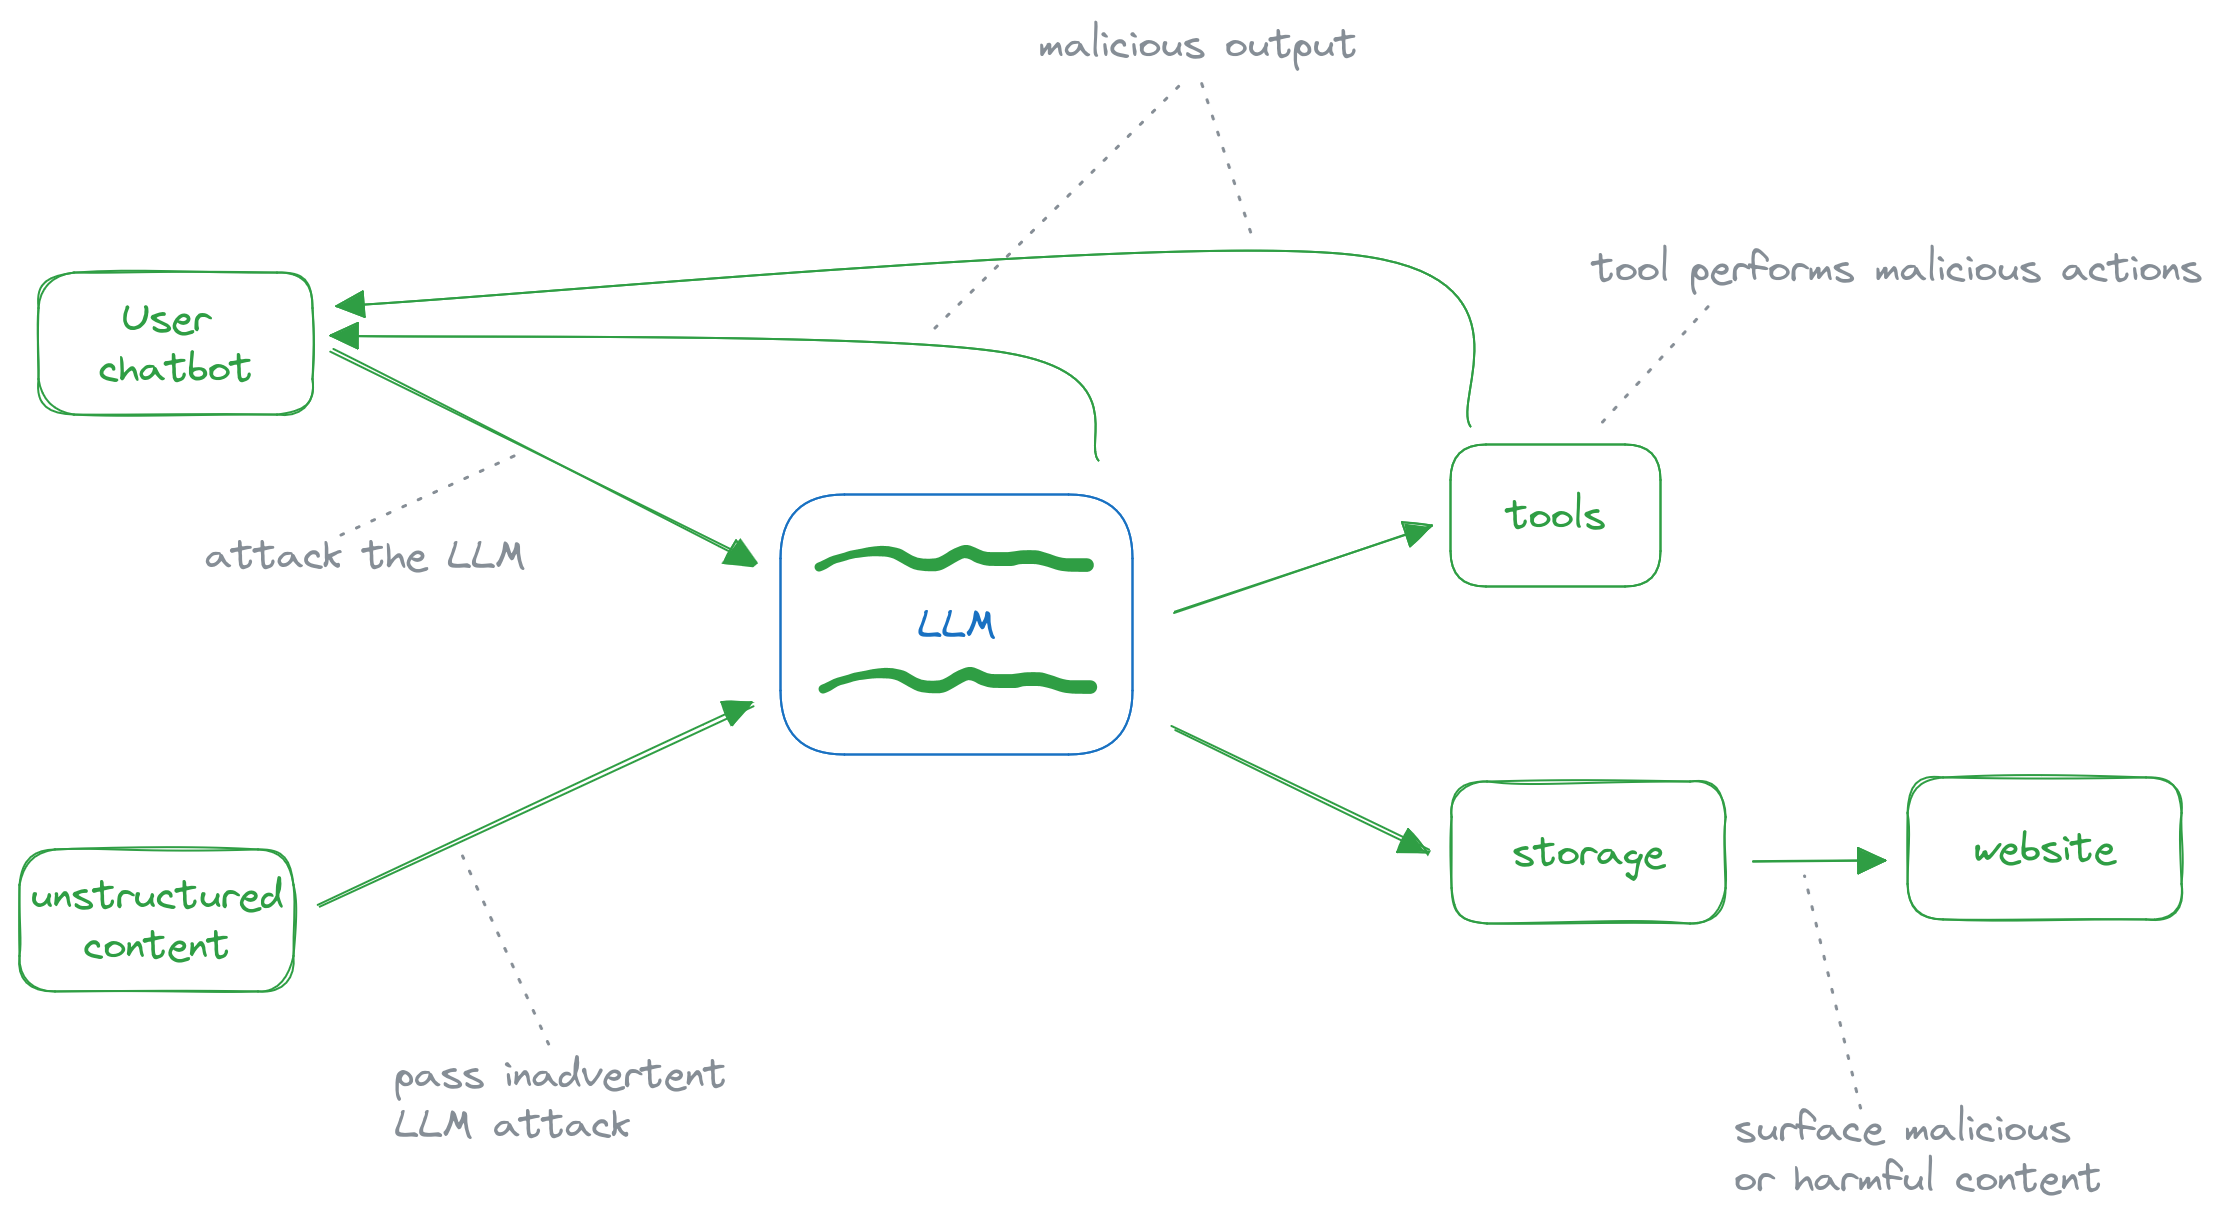 malicious output
tool performs malicious actions
User
chatbot
attack the LLM
tools
LLM
storage
website
unstructured
content
pass inadvertent
LLM attack
surface malicious
or harmful content